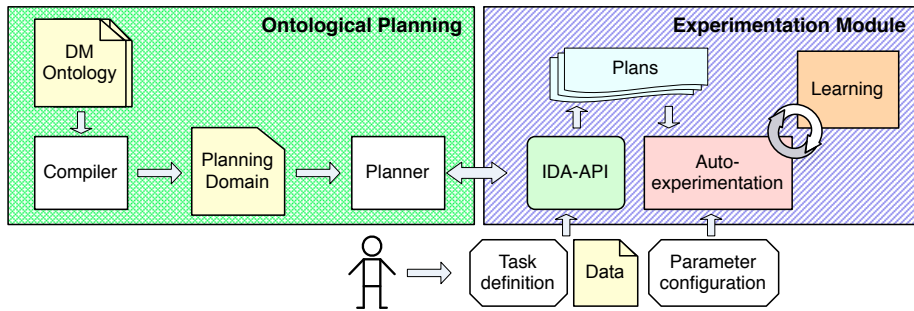 Ontological Planning
Experimentation Module
DM
Ontology
Plans
Learning
Compiler
Planning
Domain
Planner
IDA-API
Auto-
experimentation
Task
definition
Data
Parameter
configuration